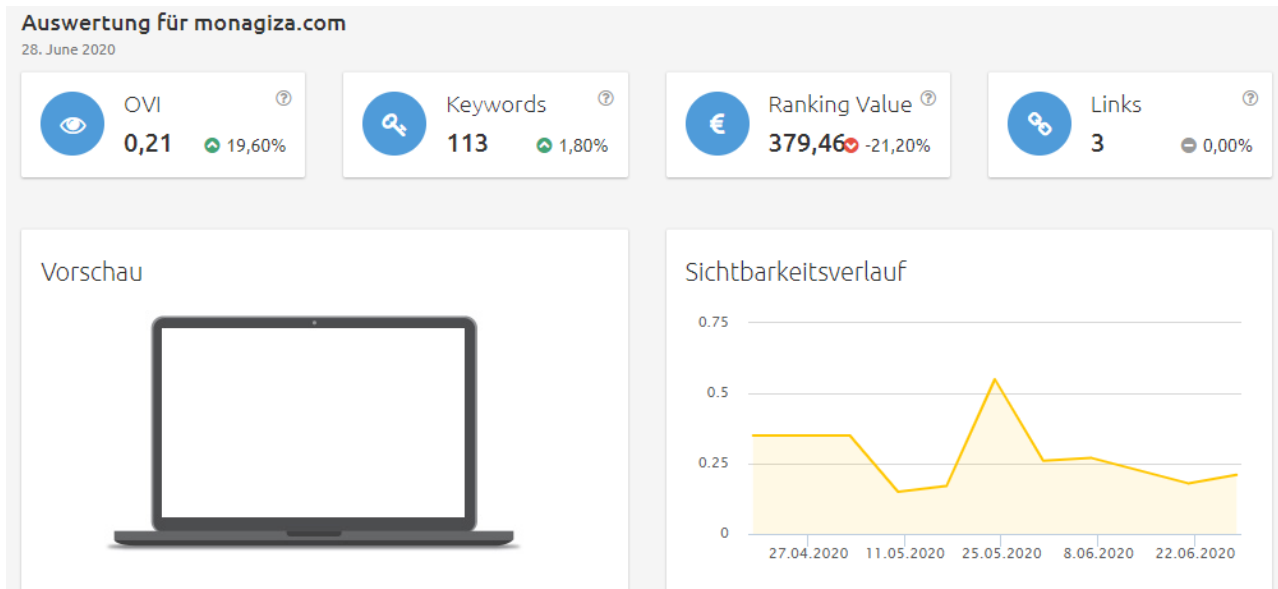 Auswertung für monagiza.com
28. June 2020
OVI
0,21 19,60%
Keywords
113 1,80%
Ranking Value
379,46 -21,20%
Links
3 0,00%
Vorschau
Sichtbarkeitsverlauf
0.75
0.5
0.25
0
27.04.2020 11.05.2020 25.05.2020 8.06.2020 22.06.2020